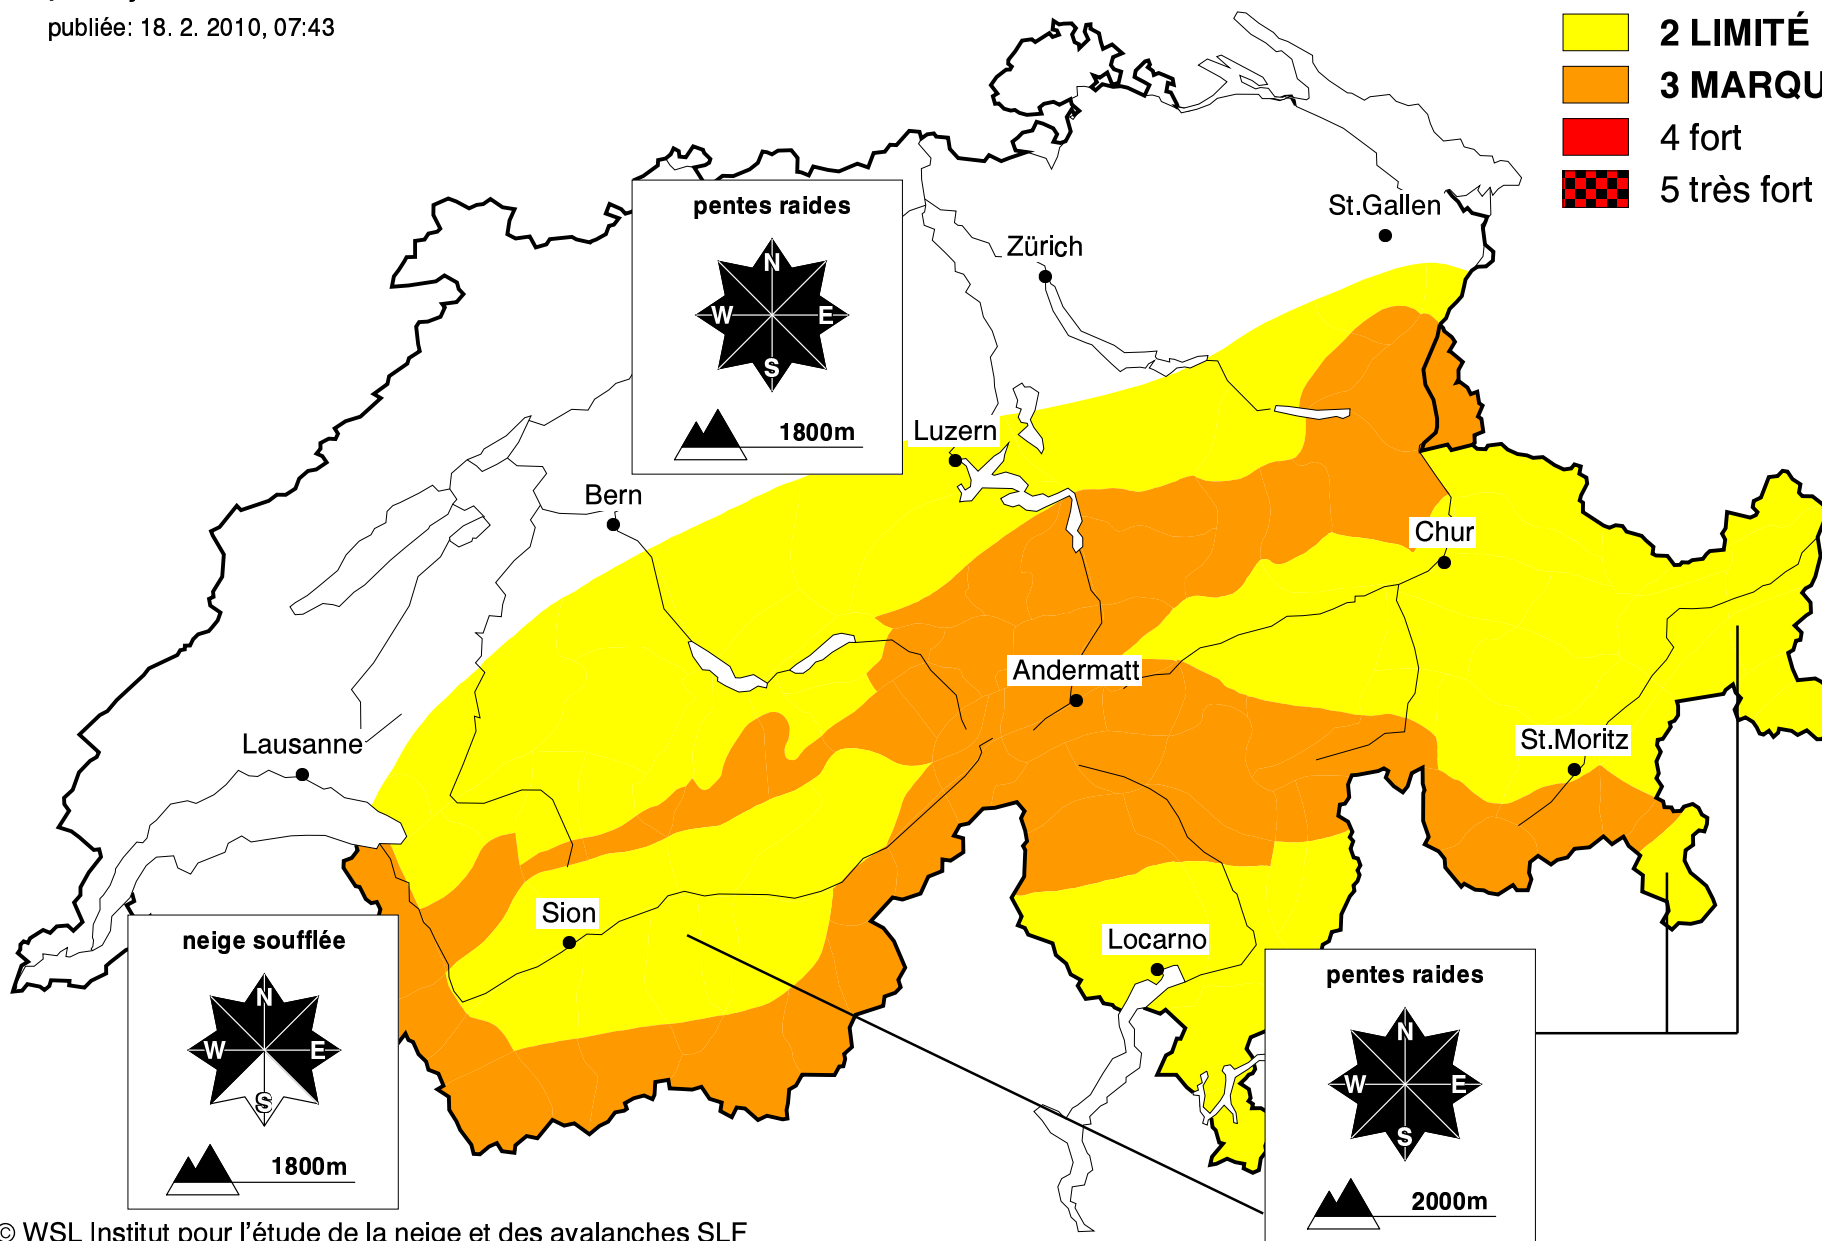 publiée: 18. 2. 2010, 07:43
2 LIMITÉ
3 MARQU
4 fort
5 très fort
St.Gallen
pentes raides
N
W E
S
1800m
Zürich
Luzern
Bern
Chur
Andermatt
Lausanne
St.Moritz
Sion
Locarno
neige soufflée
N
W E
S
1800m
pentes raides
N
W E
S
2000m
© WSL Institut pour l'étude de la neige et des avalanches SLF